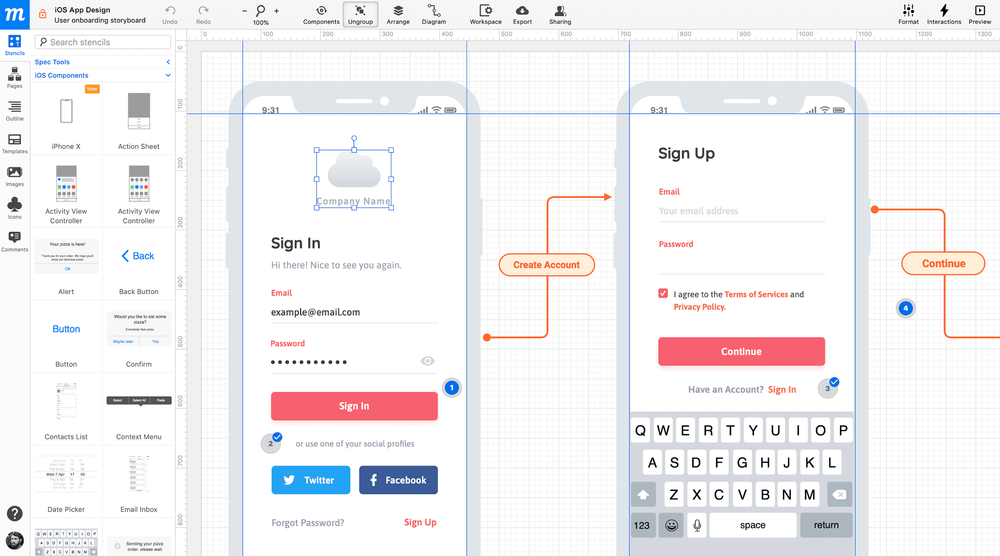 m
iOS App Design
User onboarding storyboard
Undo
Redo
100%
Components
Ungroup
Arrange
Diagram
Workspace
Export
Sharing
Format
Interactions
Preview
Stencils
Pages
Outline
Templates
Images
Icons
Comments
Search stencils
Spec Tools
iOS Components
New
iPhone X
Action Sheet
Activity View
Controller
Activity View
Controller
Your pizza is here!
Thank you for your order. We hope you'll
enjoy our delicious pizza!
OK
Alert
Back
Back Button
Button
Button
Would you like to eat some
pizza?
Everybody likes pizza.
Maybe later
Yes
Confirm
Contacts List
Select
Select All
Paste
Context Menu
Sun 4 Apr 14 57
Mon 5 Apr 15 58
Tue 6 Apr 16 59
Wed 7 Apr 17 00
Thu 8 Apr 18 01
Fri 9 Apr 19 02
Sat 10 Apr 20 03
Date Picker
Email Inbox
Q W E R T Y U I O P
A S D F G H J K L
Z X C V B N M
Sending your pizza
order, please wait
0 100 200 300 400 500 600 700 800 900 1000 1100 1200 1300
0
100
200
300
400
500
600
700
800
9:31
Company Name
Sign In
Hi there! Nice to see you again.
Email
example@email.com
Password
1
Sign In
2
or use one of your social profiles
Twitter
Facebook
Forgot Password?
Sign Up
Create Account
9:31
Sign Up
Email
Your email address
Password
I agree to the Terms of Services and
Privacy Policy.
Continue
Have an Account? Sign In
3
Q W E R T Y U I O P
A S D F G H J K L
Z X C V B N M
123
space
return
Continue
4